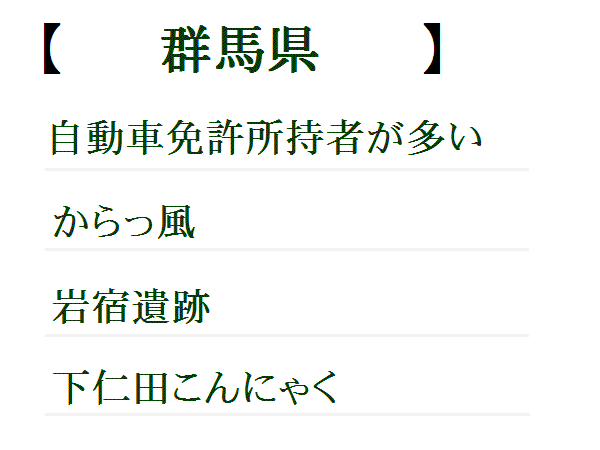 【　　群馬県　　】
自動車免許所持者が多い
からっ風
岩宿遺跡
下仁田こんにゃく